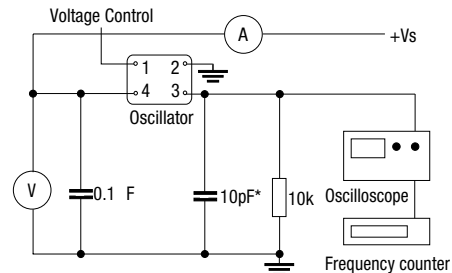 Voltage Control
A
+Vs
1 2
4 3
Oscillator
V
0.1 F
10pF*
10k
Oscilloscope
Frequency counter